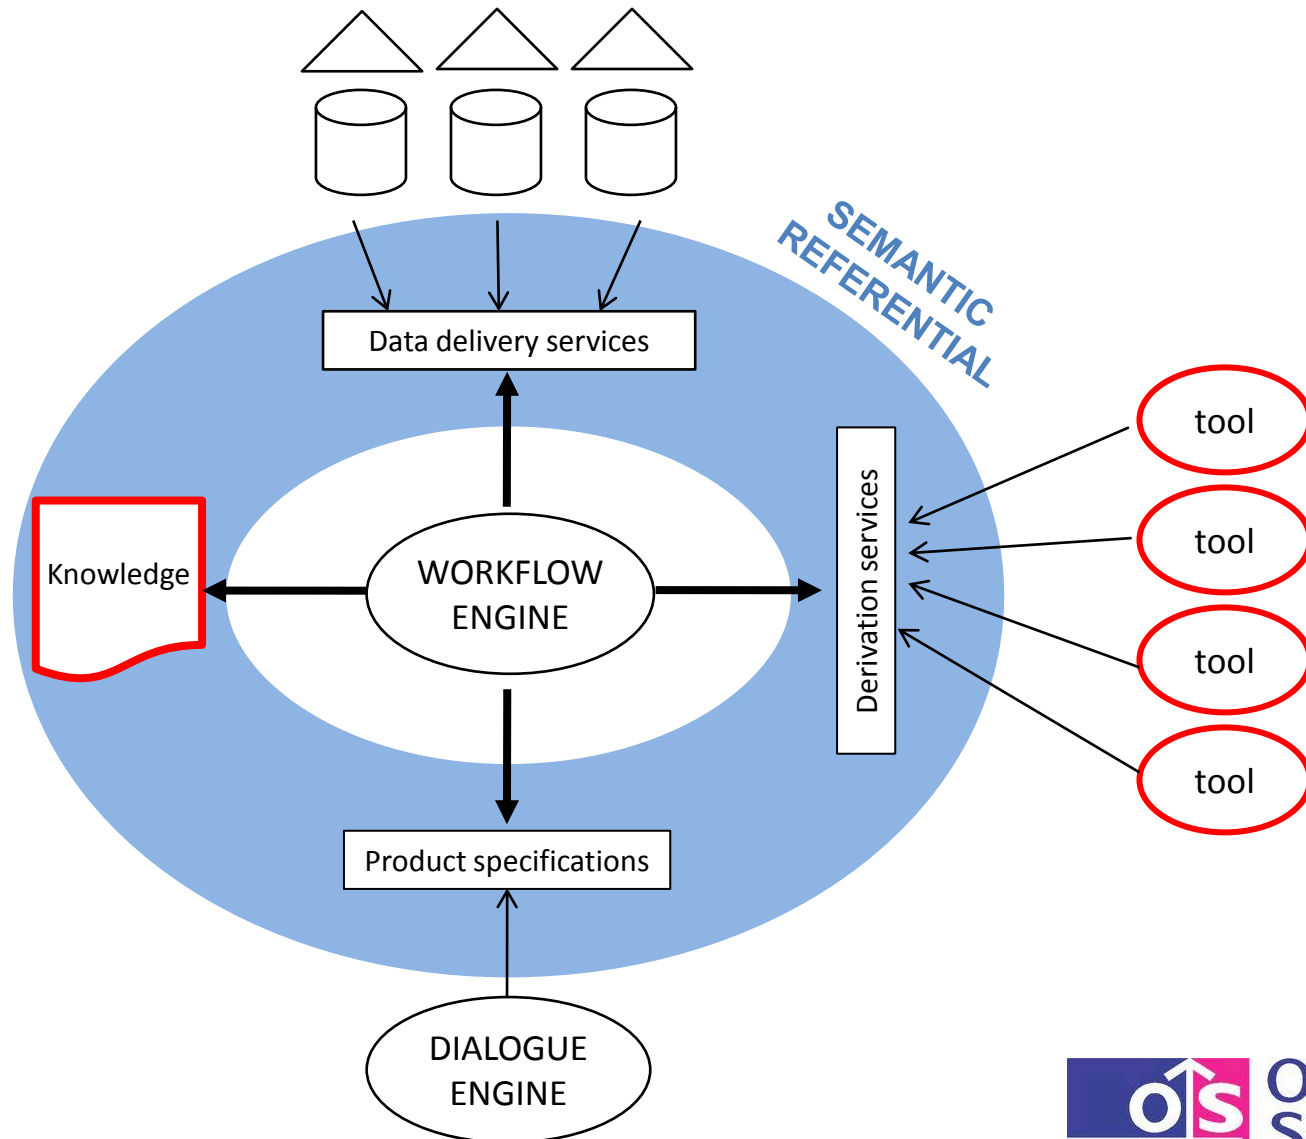 SEMANTIC
REFERENTIAL
Data delivery services
tool
tool
tool
tool
Derivation services
Knowledge
WORKFLOW
ENGINE
Product specifications
DIALOGUE
ENGINE
OS
O
S